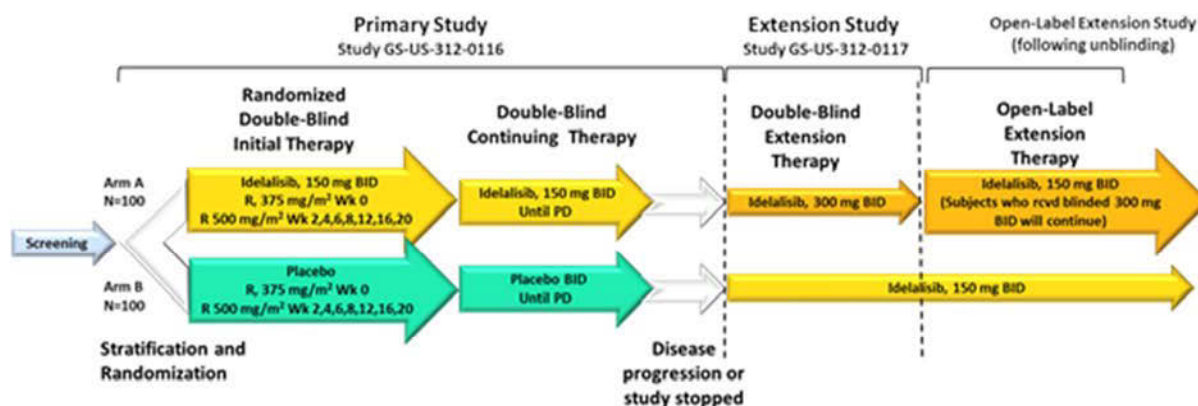 Primary Study
Study GS-US-312-0116
Extension Study
Study GS-US-312-0117
Open-Label Extension Study
(following unblinding)
Randomized
Double-Blind
Initial Therapy
Double-Blind
Continuing Therapy
Double-Blind
Extension
Therapy
Open-Label
Extension
Therapy
Arm A
N=100
Idelalisib, 150 mg BID
R, 375 mg/m² Wk 0
R 500 mg/m² Wk 2,4,6,8,12,16,20
Idelalisib, 150 mg BID
Until PD
Idelalisib, 300 mg BID
Idelalisib, 150 mg BID
(Subjects who rcvd blinded 300 mg
BID will continue)
Screening
Arm B
N=100
Placebo
R, 375 mg/m² Wk 0
R 500 mg/m² Wk 2,4,6,8,12,16,20
Placebo BID
Until PD
Idelalisib, 150 mg BID
Stratification and
Randomization
Disease
progression or
study stopped